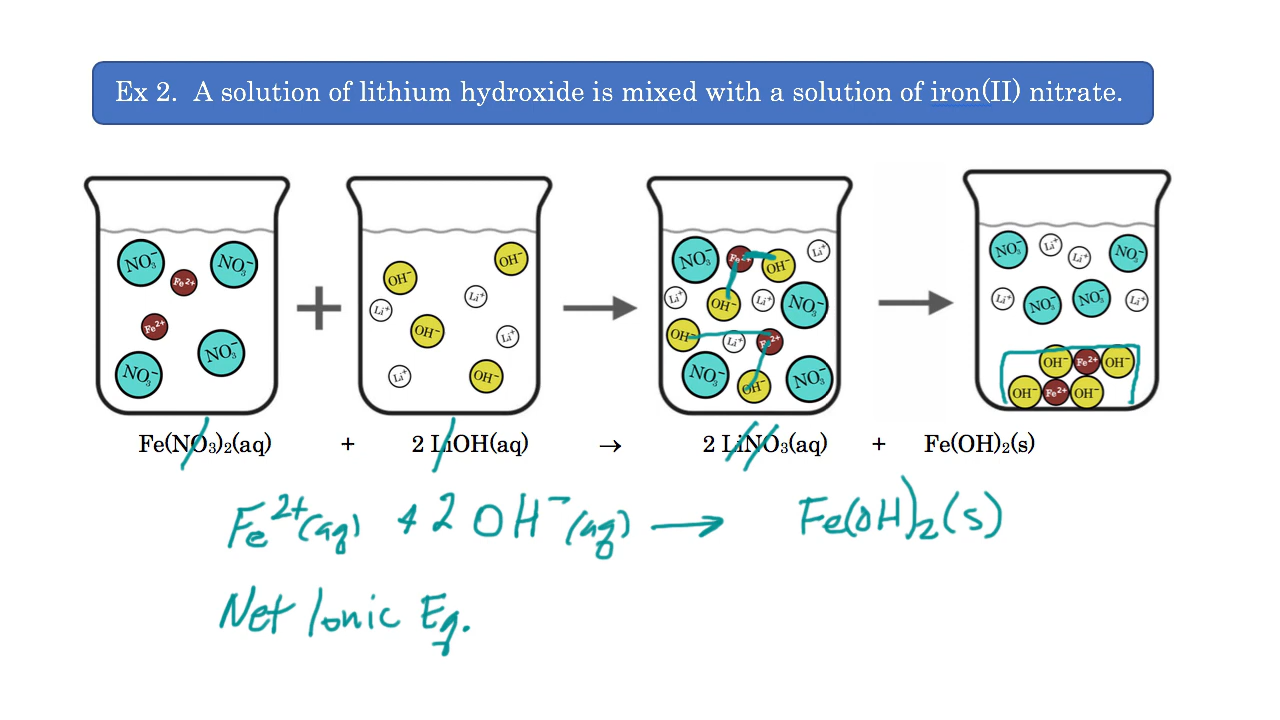 Ex 2. A solution of lithium hydroxide is mixed with a solution of iron(II) nitrate.
NO₃⁻ NO₃⁻ Fe²⁺ Fe²⁺ NO₃⁻ NO₃⁻
OH⁻ OH⁻ Li⁺ Li⁺ OH⁻ Li⁺ Li⁺ OH⁻
NO₃⁻ Fe²⁺ OH⁻ Li⁺ Li⁺ OH⁻ Li⁺ NO₃⁻ OH⁻ Li⁺ Fe²⁺ NO₃⁻ OH⁻ NO₃⁻
NO₃⁻ Li⁺ Li⁺ NO₃⁻ Li⁺ NO₃⁻ NO₃⁻ Li⁺ OH⁻ Fe²⁺ OH⁻ OH⁻ Fe²⁺ OH⁻
Fe(NO₃)₂(aq) + 2 LiOH(aq) → 2 LiNO₃(aq) + Fe(OH)₂(s)
Fe²⁺(aq) + 2 OH⁻(aq) → Fe(OH)₂(s)
Net Ionic Eq.